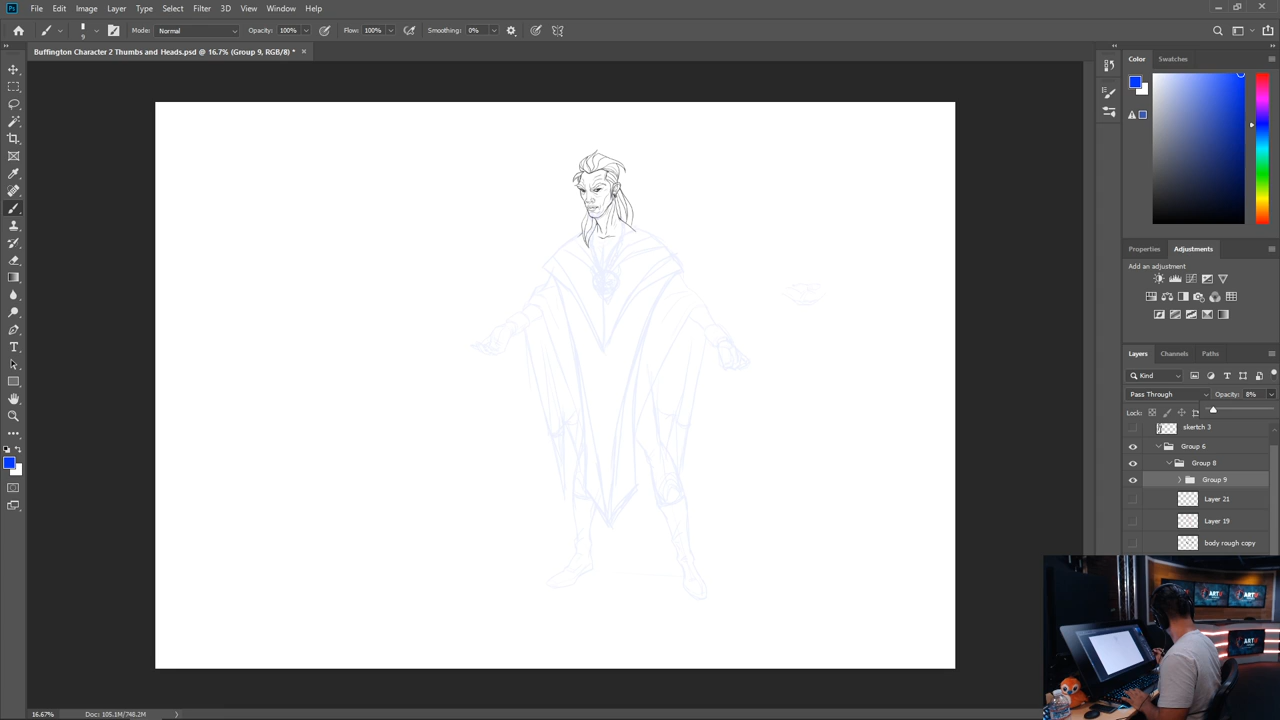 Ps File Edit Image Layer Type Select Filter 3D View Window Help
9 Mode: Normal Opacity: 100% Flow: 100% Smoothing: 0%
Buffington Character 2 Thumbs and Heads.psd @ 16.7% (Group 9, RGB/8) * ×
Color Swatches
Properties Adjustments
Add an adjustment
Layers Channels Paths
Kind
Pass Through Opacity: 8%
Lock:
skertch 3
Group 6
Group 8
Group 9
Layer 21
Layer 19
body rough copy
16.67% Doc: 105.1M/748.2M